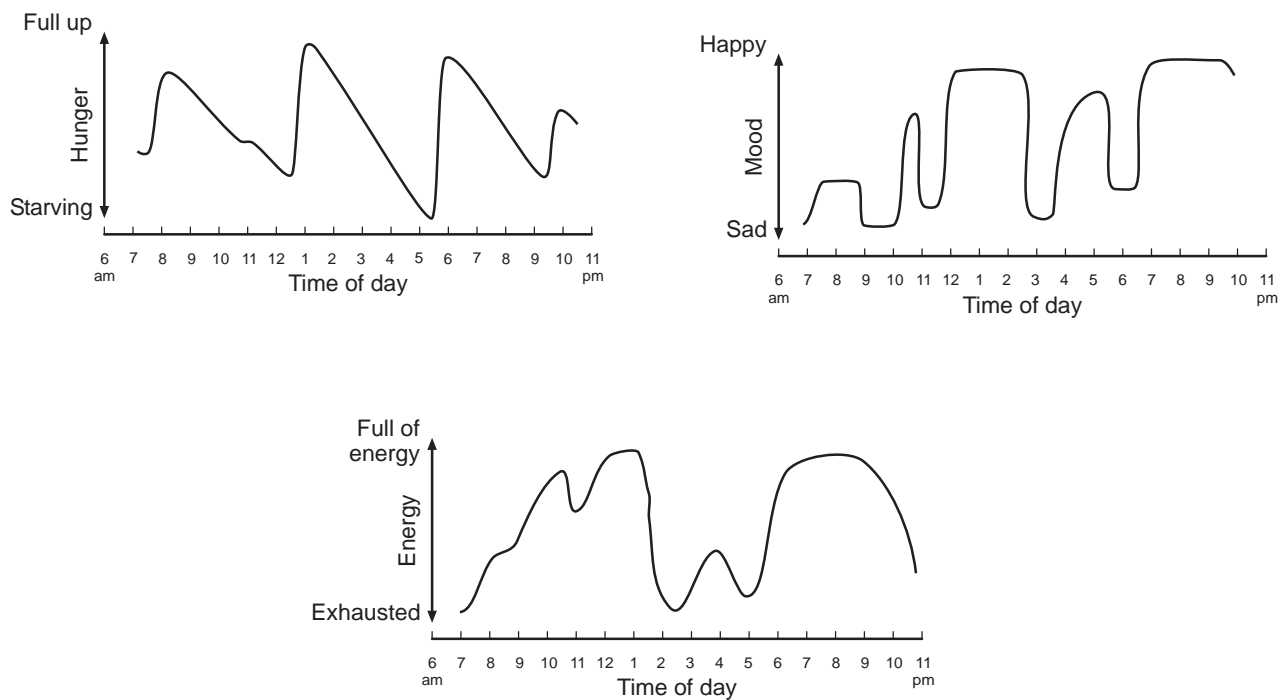 Full up
Hunger
Starving
6 7 8 9 10 11 12 1 2 3 4 5 6 7 8 9 10 11
am pm
Time of day
Happy
Mood
Sad
6 7 8 9 10 11 12 1 2 3 4 5 6 7 8 9 10 11
am pm
Time of day
Full of
energy
Energy
Exhausted
6 7 8 9 10 11 12 1 2 3 4 5 6 7 8 9 10 11
am pm
Time of day